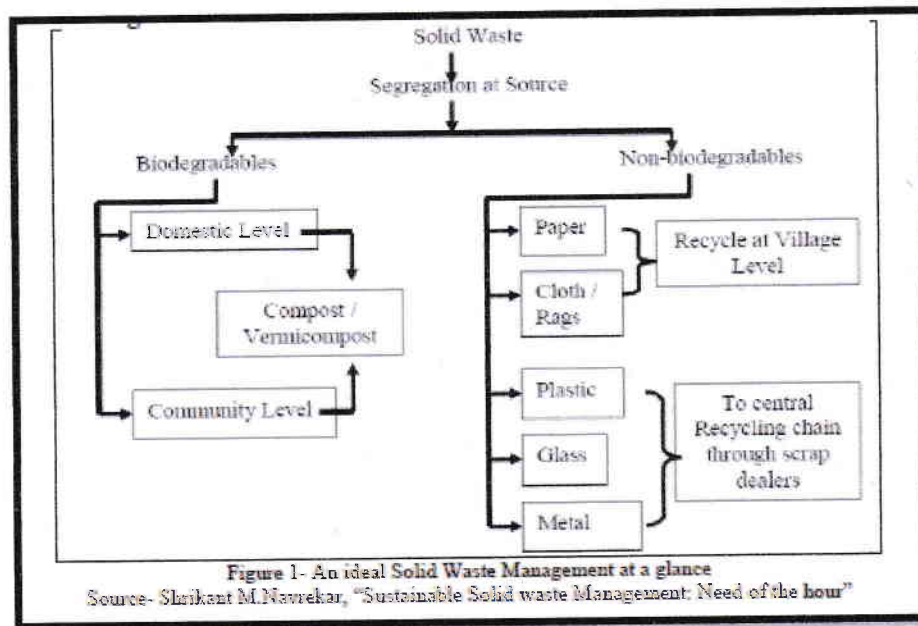 Solid Waste
Segregation at Source
Biodegradables
Non-biodegradables
Domestic Level
Compost /
Vermicompost
Community Level
Paper
Cloth /
Rags
Recycle at Village
Level
Plastic
Glass
Metal
To central
Recycling chain
through scrap
dealers
Figure 1- An ideal Solid Waste Management at a glance
Source- Shrikant M.Navrekar, “Sustainable Solid waste Management: Need of the hour”